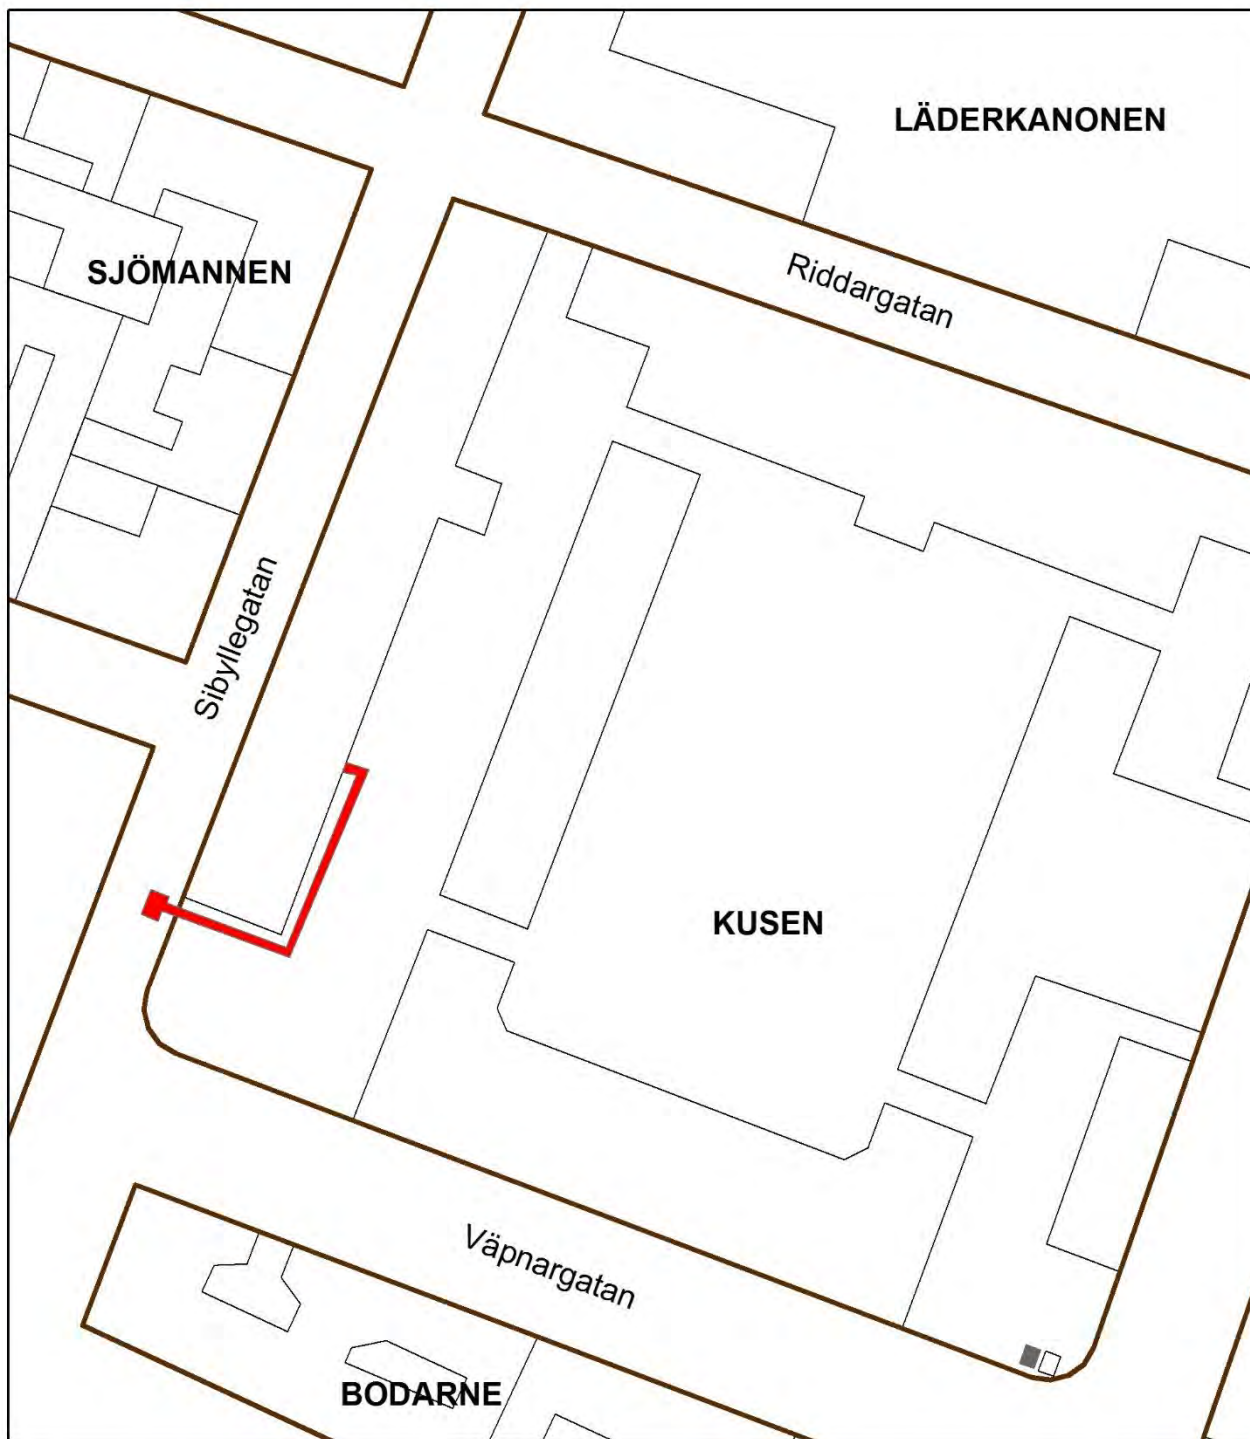 LÄDERKANONEN
SJÖMANNEN
Riddargatan
Sibyllegatan
KUSEN
Väpnargatan
BODARNE